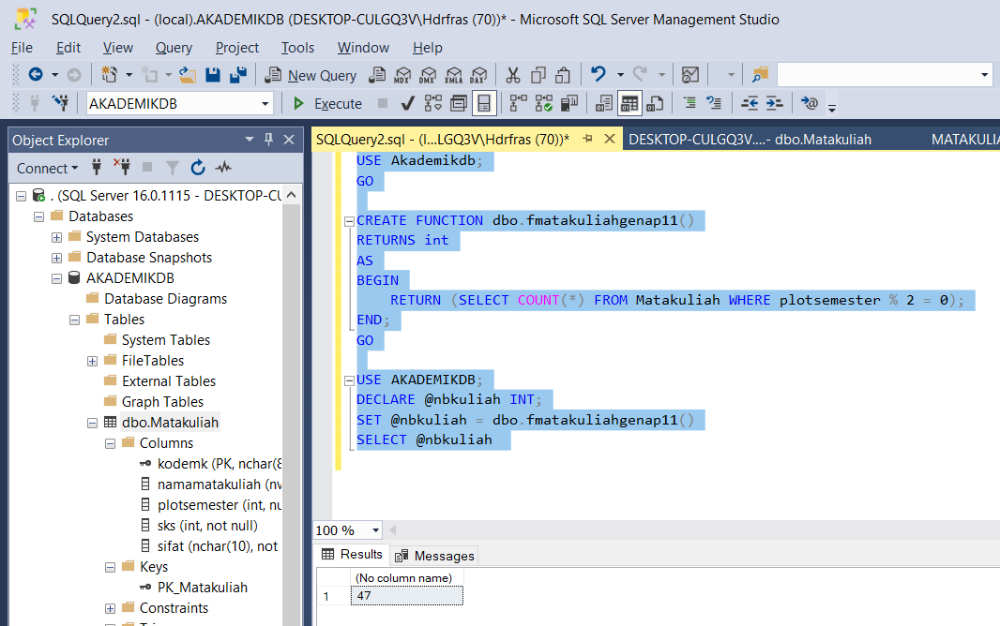 SQLQuery2.sql - (local).AKADEMIKDB (DESKTOP-CULGQ3V\Hdrfras (70))* - Microsoft SQL Server Management Studio
File Edit View Query Project Tools Window Help
New Query MDX DMX XMLA DAX
AKADEMIKDB Execute
Object Explorer
Connect
. (SQL Server 16.0.1115 - DESKTOP-CU
Databases
System Databases
Database Snapshots
AKADEMIKDB
Database Diagrams
Tables
System Tables
FileTables
External Tables
Graph Tables
dbo.Matakuliah
Columns
kodemk (PK, nchar(8
namamatakuliah (nv
plotsemester (int, nu
sks (int, not null)
sifat (nchar(10), not
Keys
PK_Matakuliah
Constraints
SQLQuery2.sql - (l...LGQ3V\Hdrfras (70))* DESKTOP-CULGQ3V....- dbo.Matakuliah MATAKULIA
USE Akademikdb;
GO
CREATE FUNCTION dbo.fmatakuliahgenap11()
RETURNS int
AS
BEGIN
RETURN (SELECT COUNT(*) FROM Matakuliah WHERE plotsemester % 2 = 0);
END;
GO
USE AKADEMIKDB;
DECLARE @nbkuliah INT;
SET @nbkuliah = dbo.fmatakuliahgenap11()
SELECT @nbkuliah
100 %
Results Messages
(No column name)
1 47